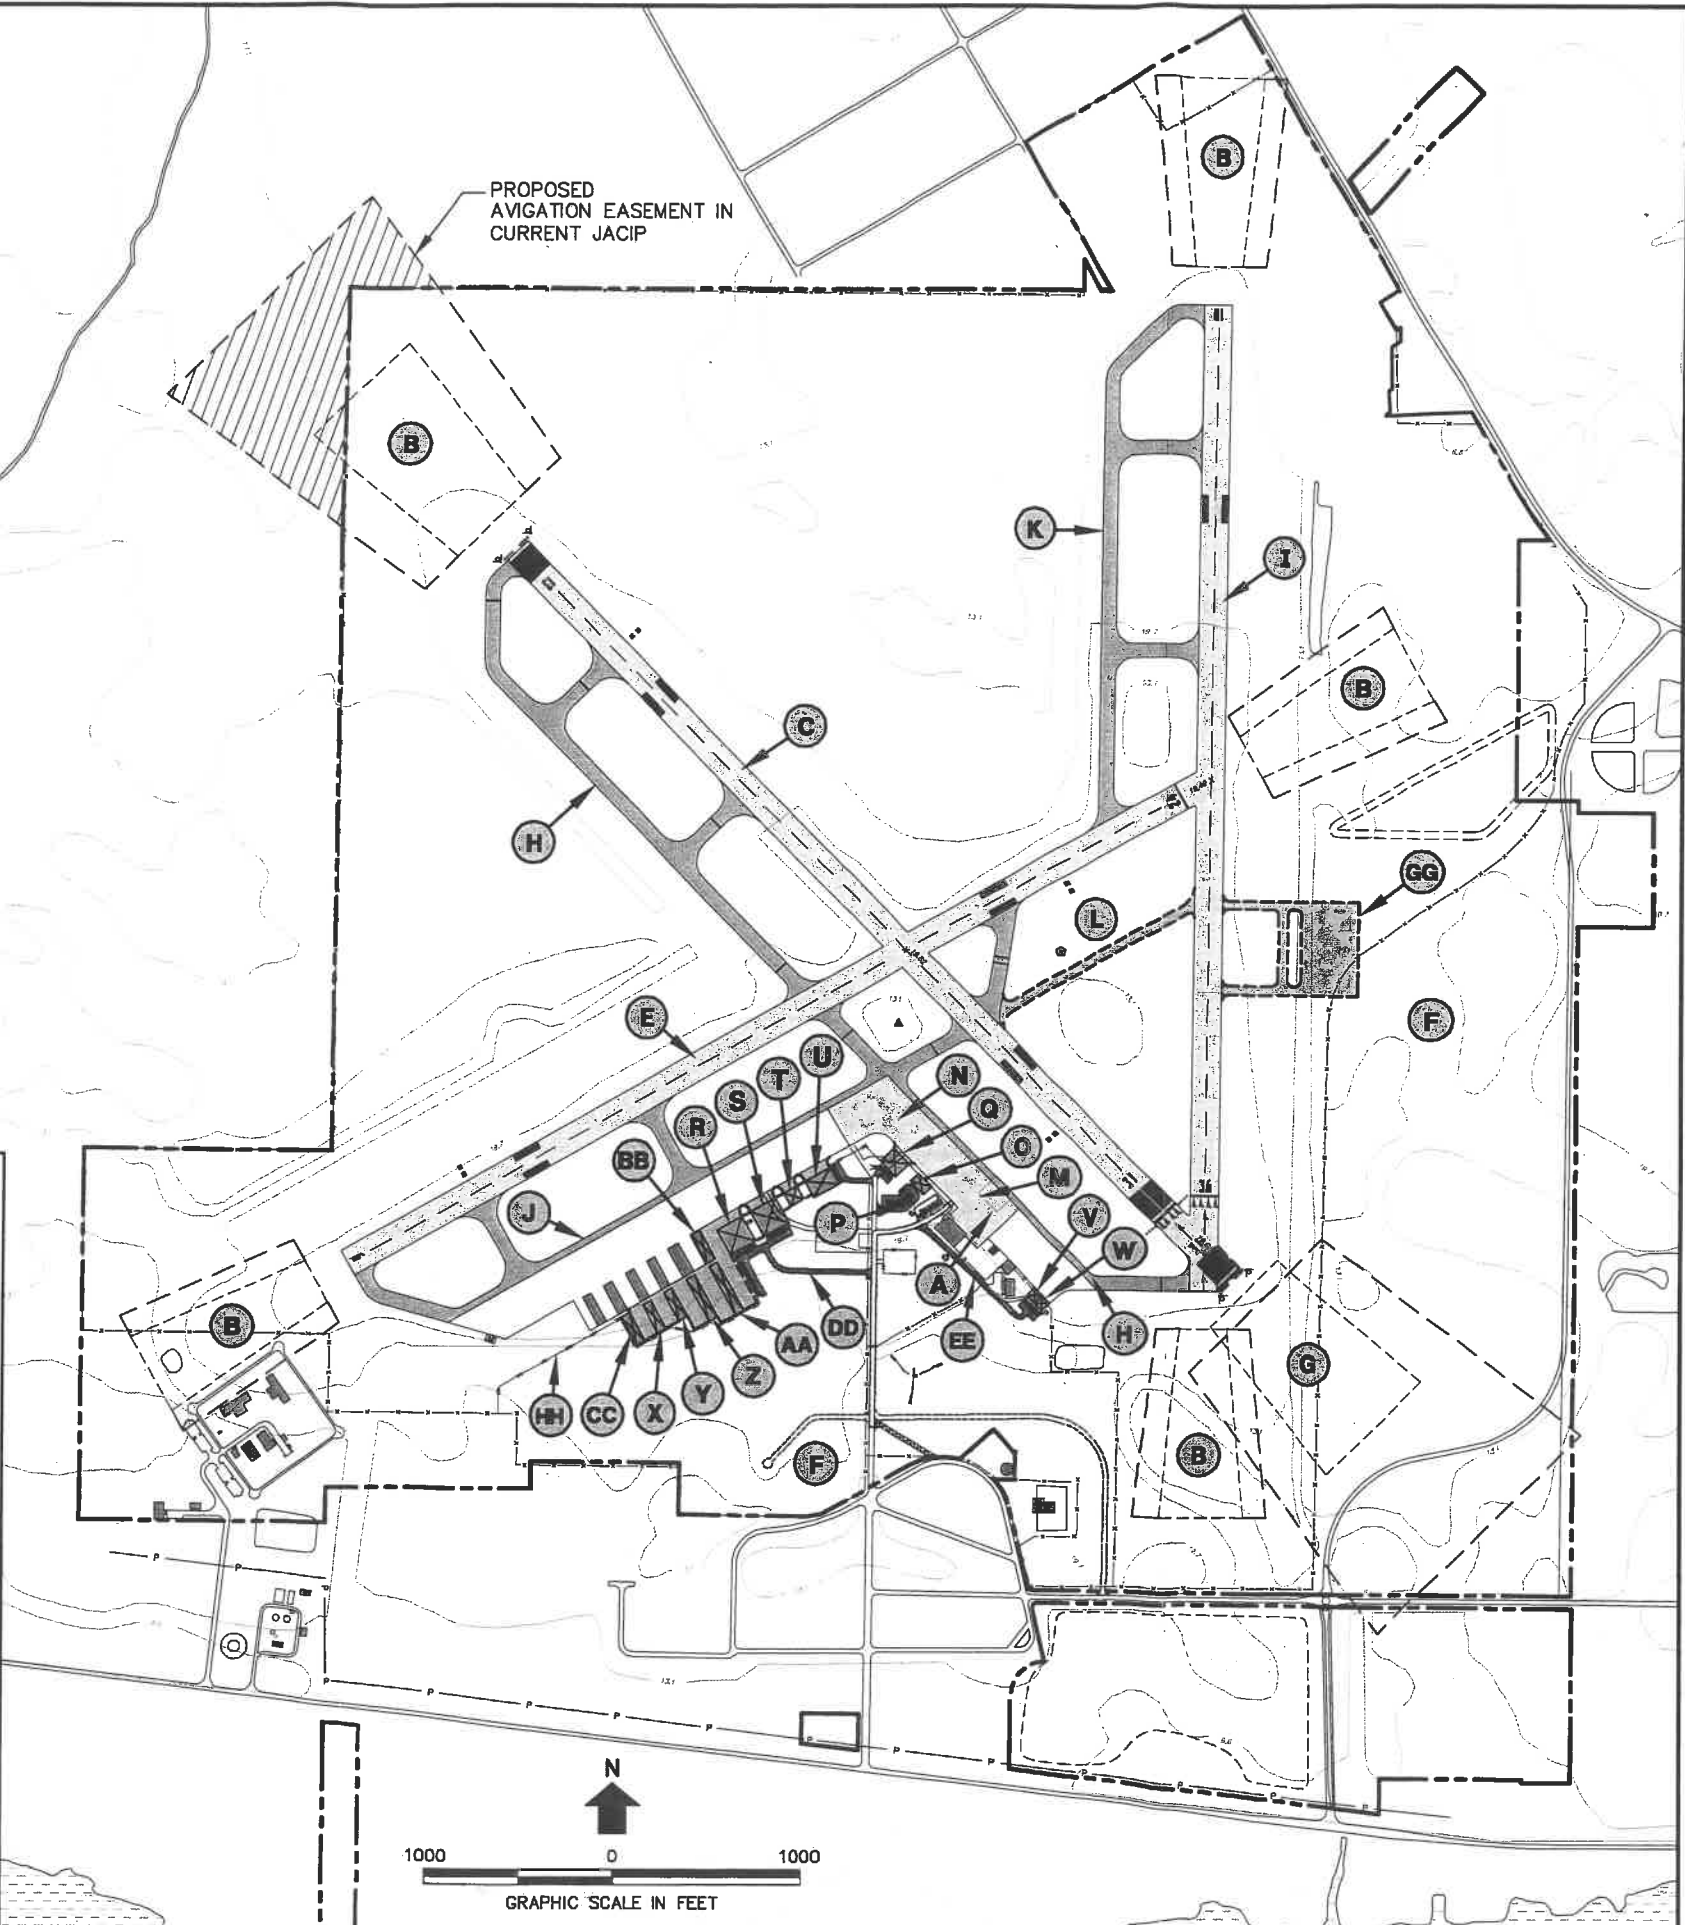 B
PROPOSED
AVIGATION EASEMENT IN
CURRENT JACIP
B
K
I
B
C
H
GG
L
F
E
U
N
T
S
Q
R
O
BB
M
J
P
V
W
A
B
DD
H
EE
AA
G
Z
Y
HH
CC
X
B
F
P
P
P
P
P
P
P
P
P
P
P
P
P
N
1000
0
1000
GRAPHIC SCALE IN FEET